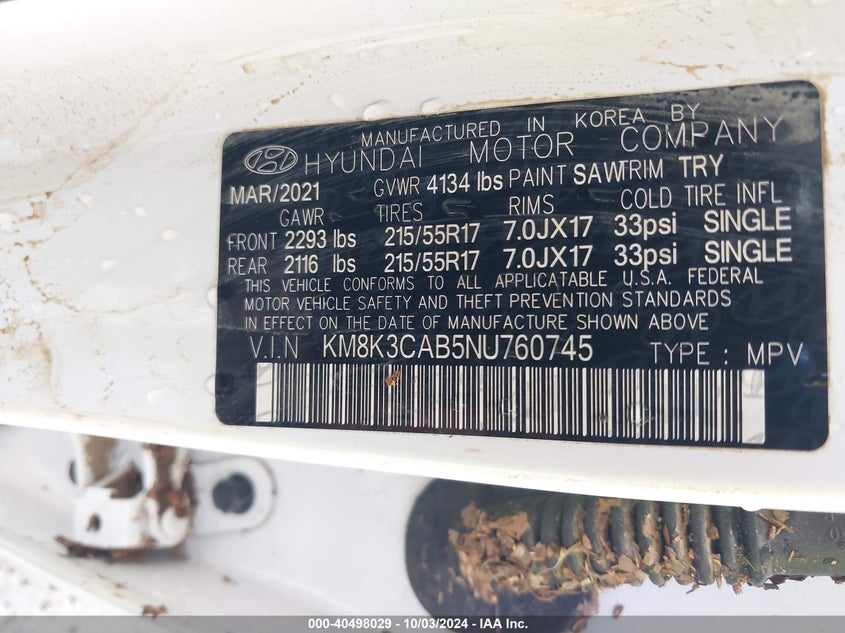 MANUFACTURED IN KOREA BY
HYUNDAI MOTOR COMPANY
MAR/2021 GVWR 4134 lbs PAINT SAW TRIM TRY
GAWR TIRES RIMS COLD TIRE INFL
FRONT 2293 lbs 215/55R17 7.0JX17 33psi SINGLE
REAR 2116 lbs 215/55R17 7.0JX17 33psi SINGLE
THIS VEHICLE CONFORMS TO ALL APPLICATABLE U.S.A. FEDERAL
MOTOR VEHICLE SAFETY AND THEFT PREVENTION STANDARDS
IN EFFECT ON THE DATE OF MANUFACTURE SHOWN ABOVE
V.I.N KM8K3CAB5NU760745 TYPE : MPV
000-40498029 - 10/03/2024 - IAA Inc.